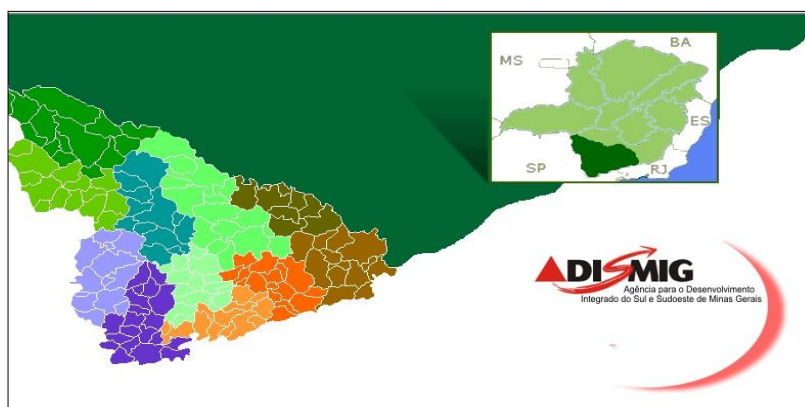 BA
MS
ES
SP
RJ
ADISMIG
Agência para o Desenvolvimento
Integrado do Sul e Sudoeste de Minas Gerais